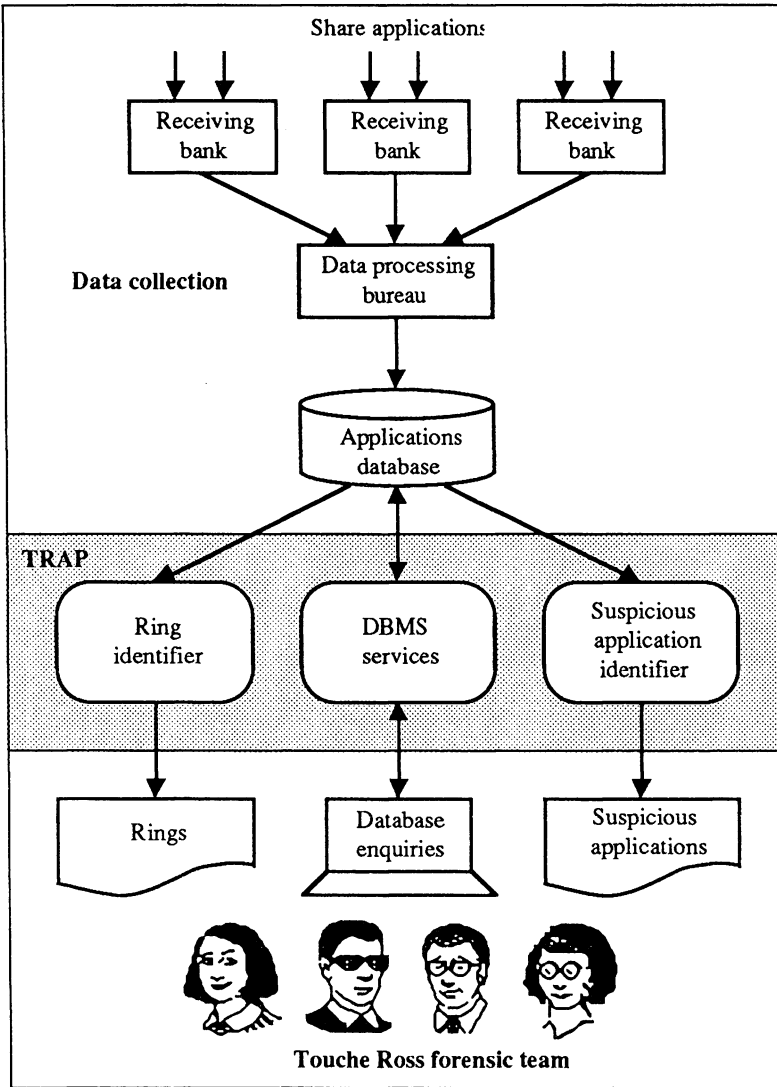 Share applications
Receiving
bank
Receiving
bank
Receiving
bank
Data collection
Data processing
bureau
Applications
database
TRAP
Ring
identifier
DBMS
services
Suspicious
application
identifier
Rings
Database
enquiries
Suspicious
applications
Touche Ross forensic team